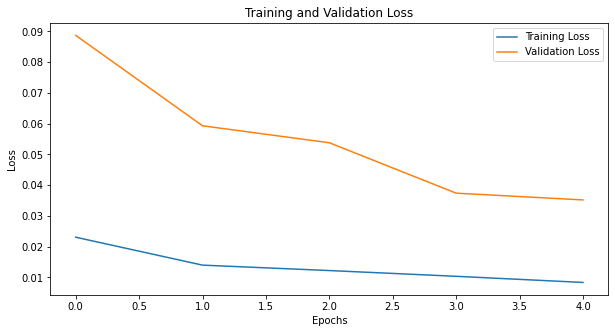 Training and Validation Loss
Training Loss
Validation Loss
0.09
0.08
0.07
0.06
0.05
0.04
0.03
0.02
0.01
Loss
0.0 0.5 1.0 1.5 2.0 2.5 3.0 3.5 4.0
Epochs